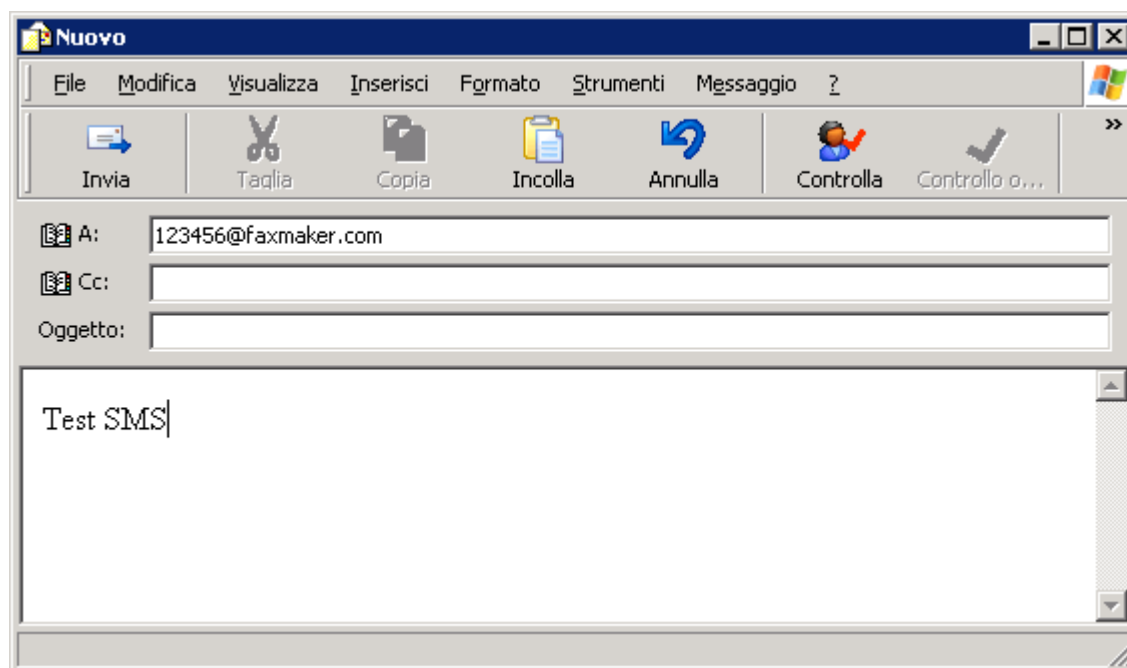 Nuovo
File Modifica Visualizza Inserisci Formato Strumenti Messaggio ?
Invia Taglia Copia Incolla Annulla Controlla Controllo o...
A: 123456@faxmaker.com
Cc:
Oggetto:
Test SMS